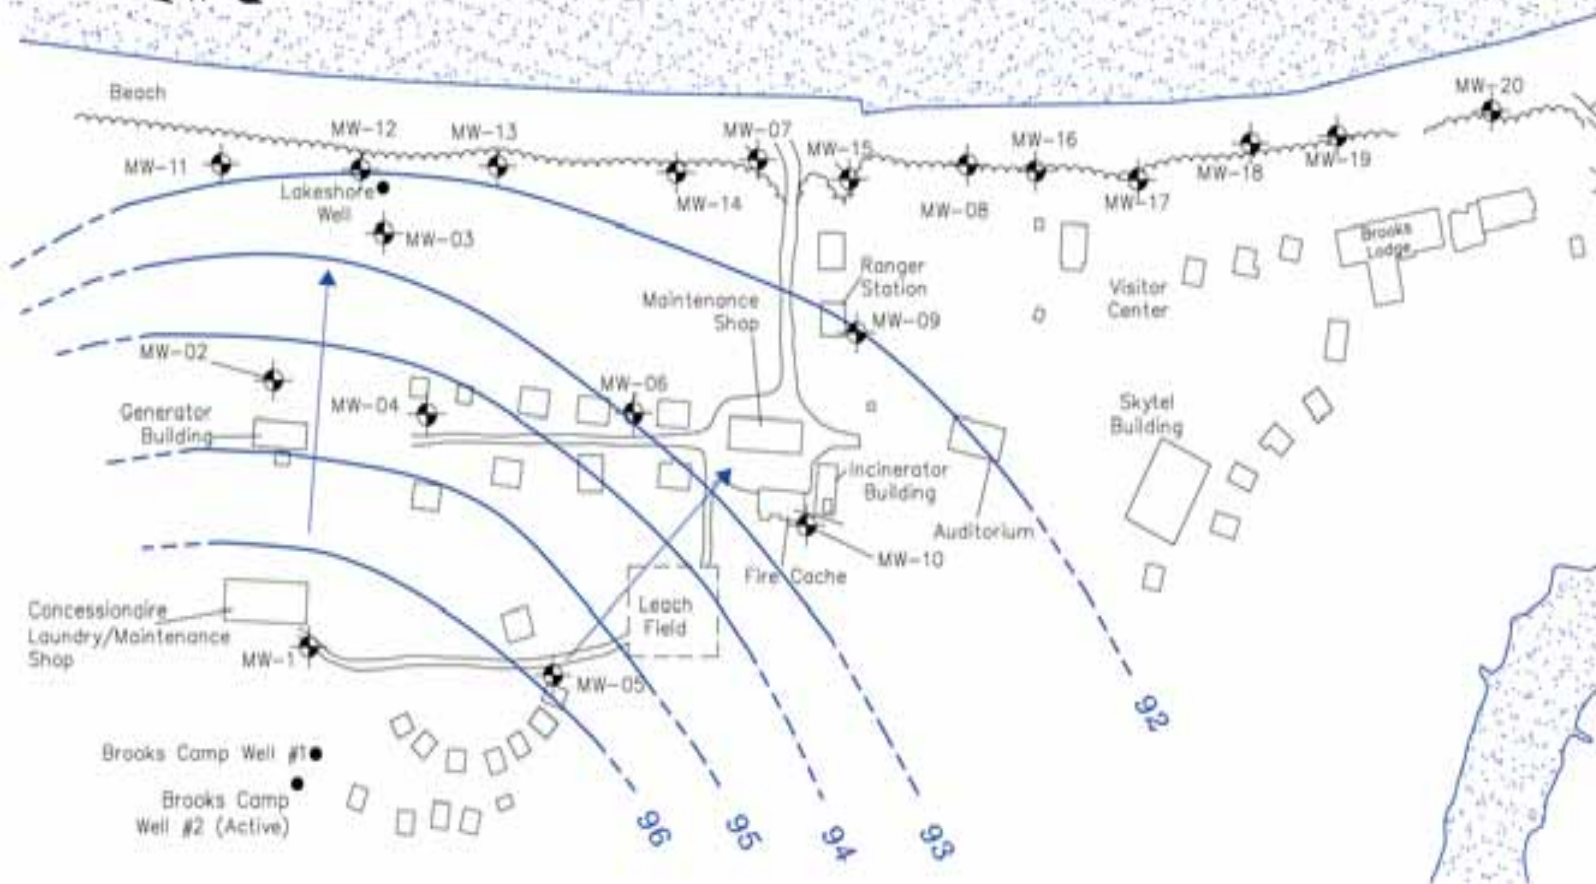 Beach
MW-20
MW-12
MW-13
MW-07
MW-16
MW-15
MW-11
MW-19
MW-18
Lakeshore
Well
MW-14
MW-08
MW-17
MW-03
Brooks
Lodge
Ranger
Station
Visitor
Center
Maintenance
Shop
MW-09
MW-02
MW-06
MW-04
Generator
Building
Skytel
Building
Incinerator
Building
Auditorium
MW-10
Fire Cache
Leach
Field
Concessionaire
Laundry/Maintenance
Shop
MW-1
MW-05
92
Brooks Camp Well #1
Brooks Camp
Well #2 (Active)
96
95
94
93